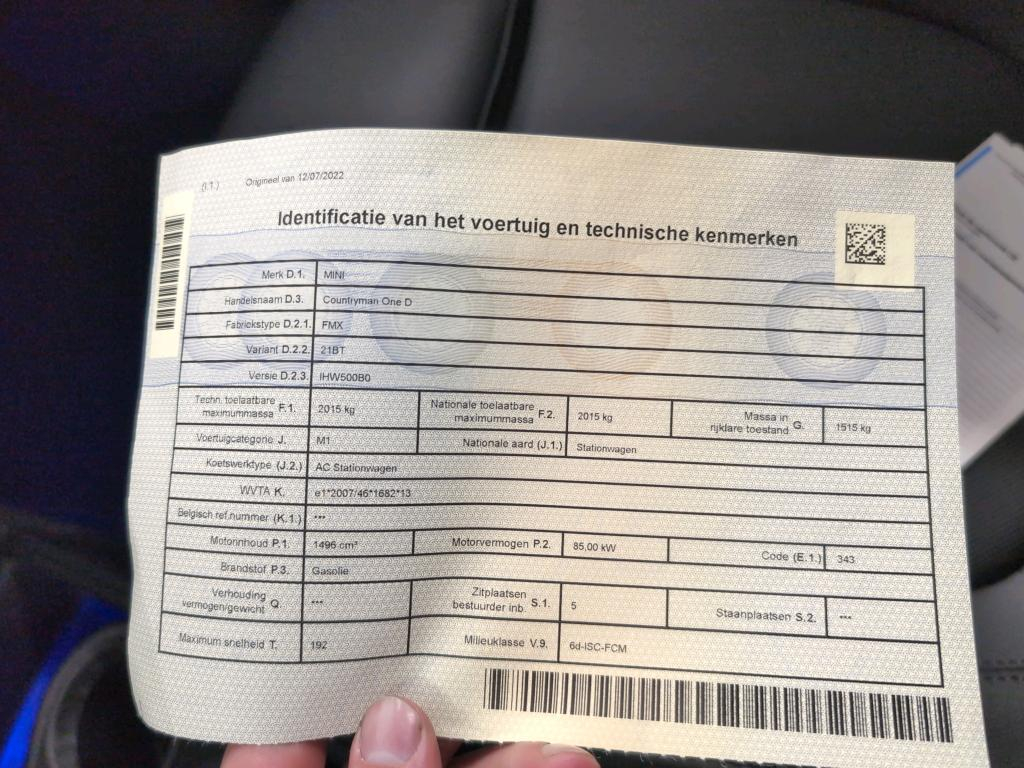 (I.1.) Origineel van 12/07/2022
Identificatie van het voertuig en technische kenmerken
Merk D.1. MINI
Handelsnaam D.3. Countryman One D
Fabriekstype D.2.1. FMX
Variant D.2.2. 21BT
Versie D.2.3. IHW500B0
Techn. toelaatbare maximummassa F.1. 2015 kg Nationale toelaatbare maximummassa F.2. 2015 kg Massa in rijklare toestand G. 1515 kg
Voertuigcategorie J. M1 Nationale aard (J.1.) Stationwagen
Koetswerktype (J.2.) AC Stationwagen
WVTA K. e1*2007/46*1682*13
Belgisch ref.nummer (K.1.) ---
Motorinhoud P.1. 1496 cm³ Motorvermogen P.2. 85,00 kW Code (E.1.) 343
Brandstof P.3. Gasolie
Verhouding vermogen/gewicht Q. --- Zitplaatsen bestuurder inb. S.1. 5 Staanplaatsen S.2. ---
Maximum snelheid T. 192 Milieuklasse V.9. 6d-ISC-FCM